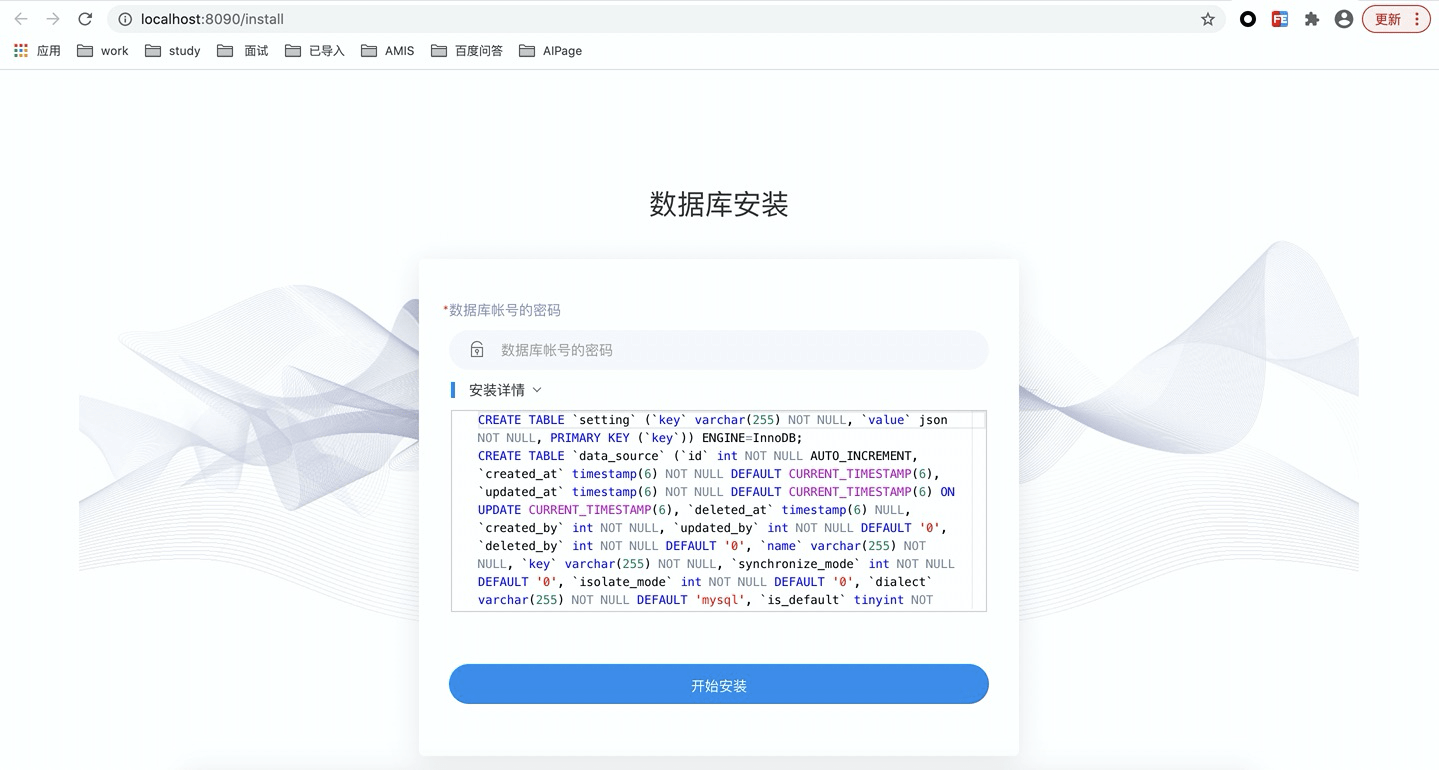 localhost:8090/install
更新
应用 work study 面试 已导入 AMIS 百度问答 AIPage
数据库安装
*数据库帐号的密码
数据库帐号的密码
安装详情
CREATE TABLE `setting` (`key` varchar(255) NOT NULL, `value` json
NOT NULL, PRIMARY KEY (`key`)) ENGINE=InnoDB;
CREATE TABLE `data_source` (`id` int NOT NULL AUTO_INCREMENT,
`created_at` timestamp(6) NOT NULL DEFAULT CURRENT_TIMESTAMP(6),
`updated_at` timestamp(6) NOT NULL DEFAULT CURRENT_TIMESTAMP(6) ON
UPDATE CURRENT_TIMESTAMP(6), `deleted_at` timestamp(6) NULL,
`created_by` int NOT NULL, `updated_by` int NOT NULL DEFAULT '0',
`deleted_by` int NOT NULL DEFAULT '0', `name` varchar(255) NOT
NULL, `key` varchar(255) NOT NULL, `synchronize_mode` int NOT NULL
DEFAULT '0', `isolate_mode` int NOT NULL DEFAULT '0', `dialect`
varchar(255) NOT NULL DEFAULT 'mysql', `is_default` tinyint NOT
开始安装